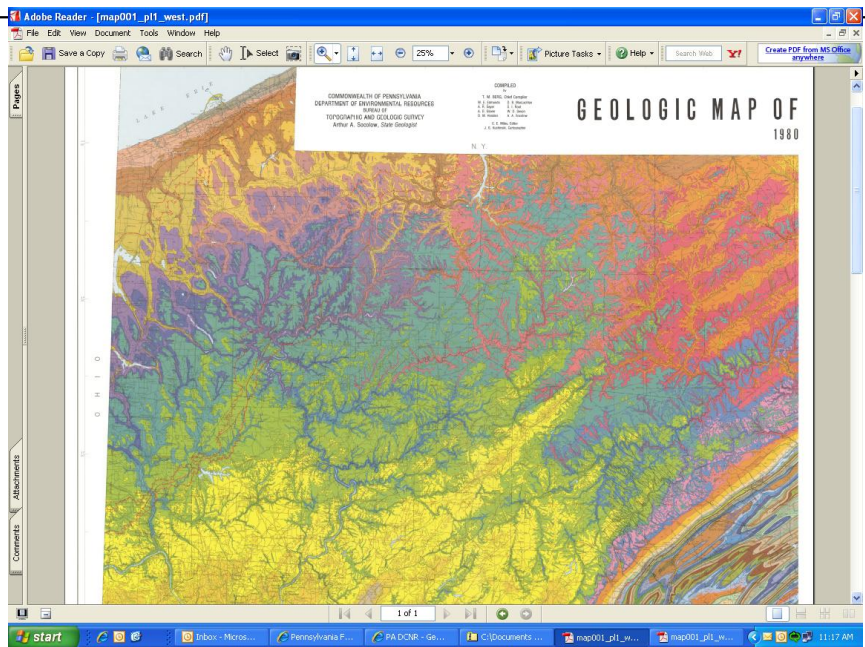 Adobe Reader - [map001_pl1_west.pdf]
File Edit View Document Tools Window Help
Save a Copy Search Select 25% Picture Tasks Help Search Web Y! Create PDF from MS Office anywhere
Pages
LAKE ERIE
COMMONWEALTH OF PENNSYLVANIA
DEPARTMENT OF ENVIRONMENTAL RESOURCES
BUREAU OF
TOPOGRAPHIC AND GEOLOGIC SURVEY
Arthur A. Socolow, State Geologist
COMPILED
GEOLOGIC MAP OF
1980
N. Y.
OHIO
Attachments
Comments
1 of 1
start Inbox - Micros... Pennsylvania F... PA DCNR - Ge... C:\Documents ... map001_pl1_w... map001_pl1_w... 11:17 AM